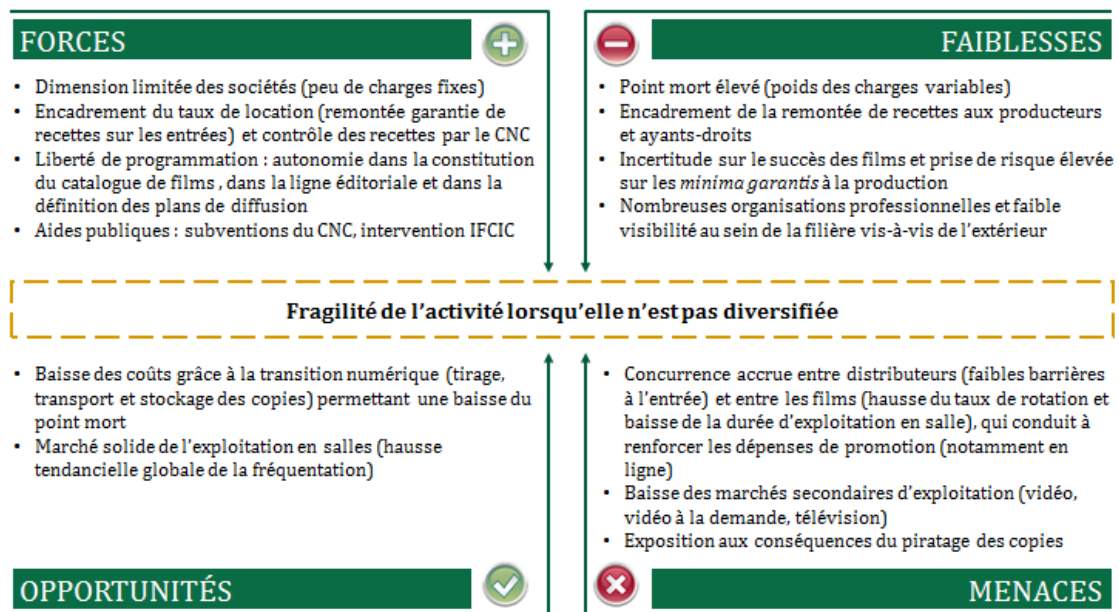 FORCES
• Dimension limitée des sociétés (peu de charges fixes)
• Encadrement du taux de location (remontée garantie de
recettes sur les entrées) et contrôle des recettes par le CNC
• Liberté de programmation : autonomie dans la constitution
du catalogue de films , dans la ligne éditoriale et dans la
définition des plans de diffusion
• Aides publiques : subventions du CNC, intervention IFCIC
FAIBLESSES
• Point mort élevé (poids des charges variables)
• Encadrement de la remontée de recettes aux producteurs
et ayants-droits
• Incertitude sur le succès des films et prise de risque élevée
sur les minima garantis à la production
• Nombreuses organisations professionnelles et faible
visibilité au sein de la filière vis-à-vis de l'extérieur
Fragilité de l'activité lorsqu'elle n'est pas diversifiée
• Baisse des coûts grâce à la transition numérique (tirage,
transport et stockage des copies) permettant une baisse du
point mort
• Marché solide de l'exploitation en salles (hausse
tendancielle globale de la fréquentation)
OPPORTUNITÉS
• Concurrence accrue entre distributeurs (faibles barrières
à l'entrée) et entre les films (hausse du taux de rotation et
baisse de la durée d'exploitation en salle), qui conduit à
renforcer les dépenses de promotion (notamment en
ligne)
• Baisse des marchés secondaires d'exploitation (vidéo,
vidéo à la demande, télévision)
• Exposition aux conséquences du piratage des copies
MENACES